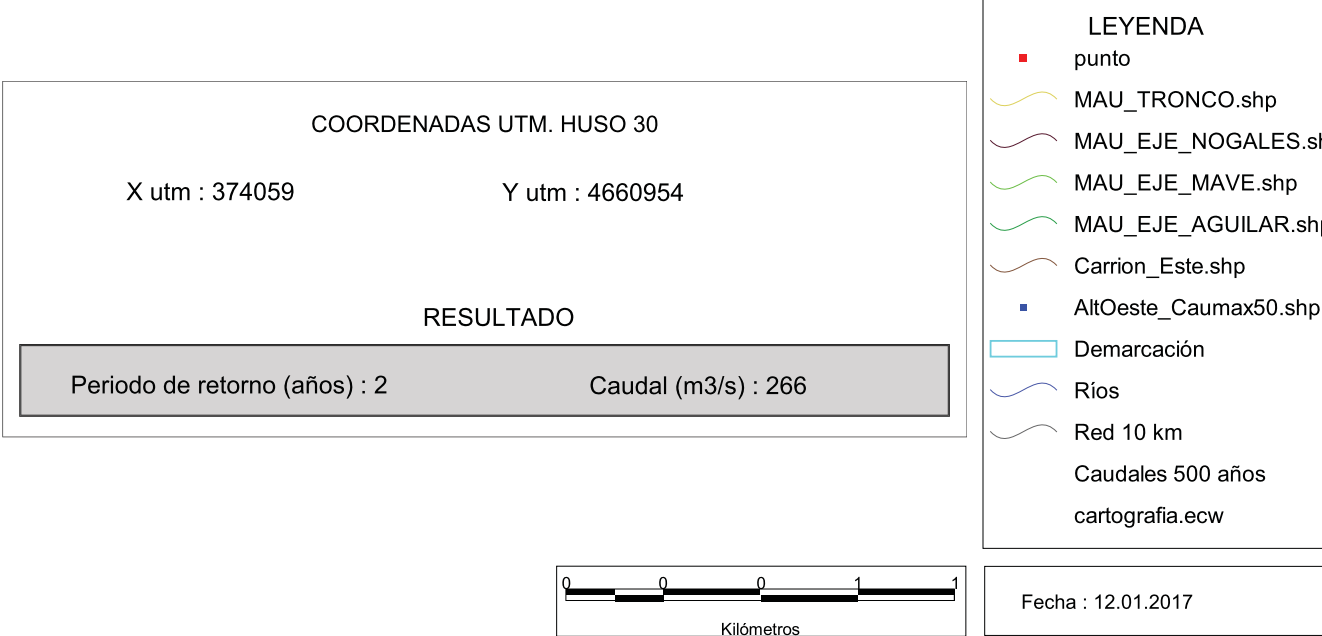 COORDENADAS UTM. HUSO 30
X utm : 374059 Y utm : 4660954
RESULTADO
Periodo de retorno (años) : 2 Caudal (m3/s) : 266
LEYENDA
punto
MAU_TRONCO.shp
MAU_EJE_NOGALES.sh
MAU_EJE_MAVE.shp
MAU_EJE_AGUILAR.shp
Carrion_Este.shp
AltOeste_Caumax50.shp
Demarcación
Ríos
Red 10 km
Caudales 500 años
cartografia.ecw
0 0 0 1 1
Kilómetros
Fecha : 12.01.2017